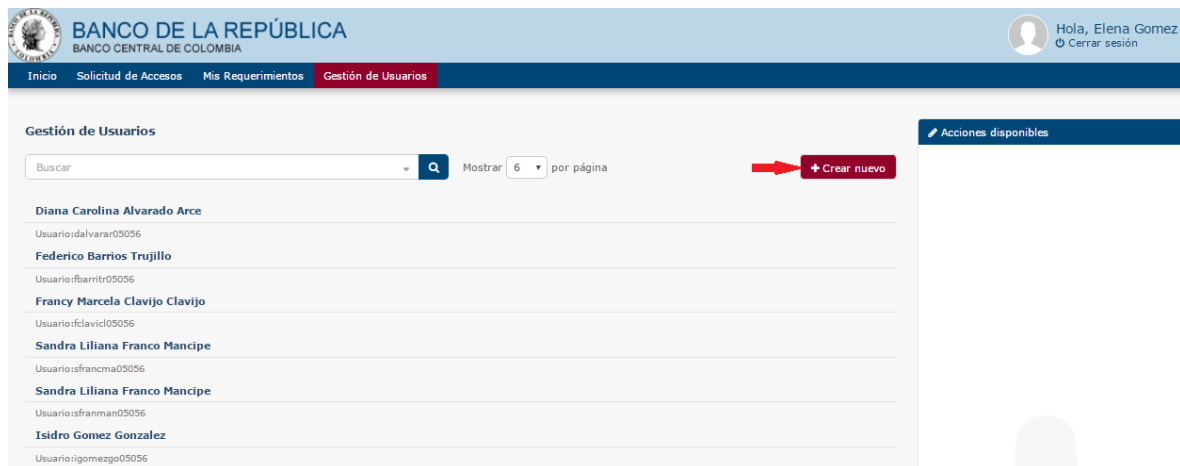 BANCO DE LA REPÚBLICA
BANCO CENTRAL DE COLOMBIA
Hola, Elena Gomez
Cerrar sesión
Inicio Solicitud de Accesos Mis Requerimientos Gestión de Usuarios
Gestión de Usuarios
Acciones disponibles
Buscar Mostrar 6 por página + Crear nuevo
Diana Carolina Alvarado Arce
Usuario:dalvarar05056
Federico Barrios Trujillo
Usuario:fbarritr05056
Francy Marcela Clavijo Clavijo
Usuario:fclavicl05056
Sandra Liliana Franco Mancipe
Usuario:sfrancma05056
Sandra Liliana Franco Mancipe
Usuario:sfranman05056
Isidro Gomez Gonzalez
Usuario:igomezgo05056